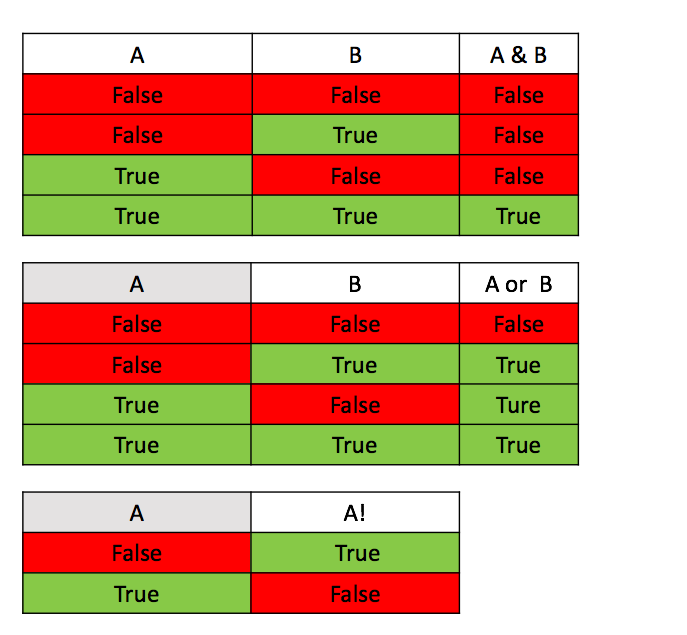 A B A & B
False False False
False True False
True False False
True True True
A B A or B
False False False
False True True
True False Ture
True True True
A A!
False True
True False